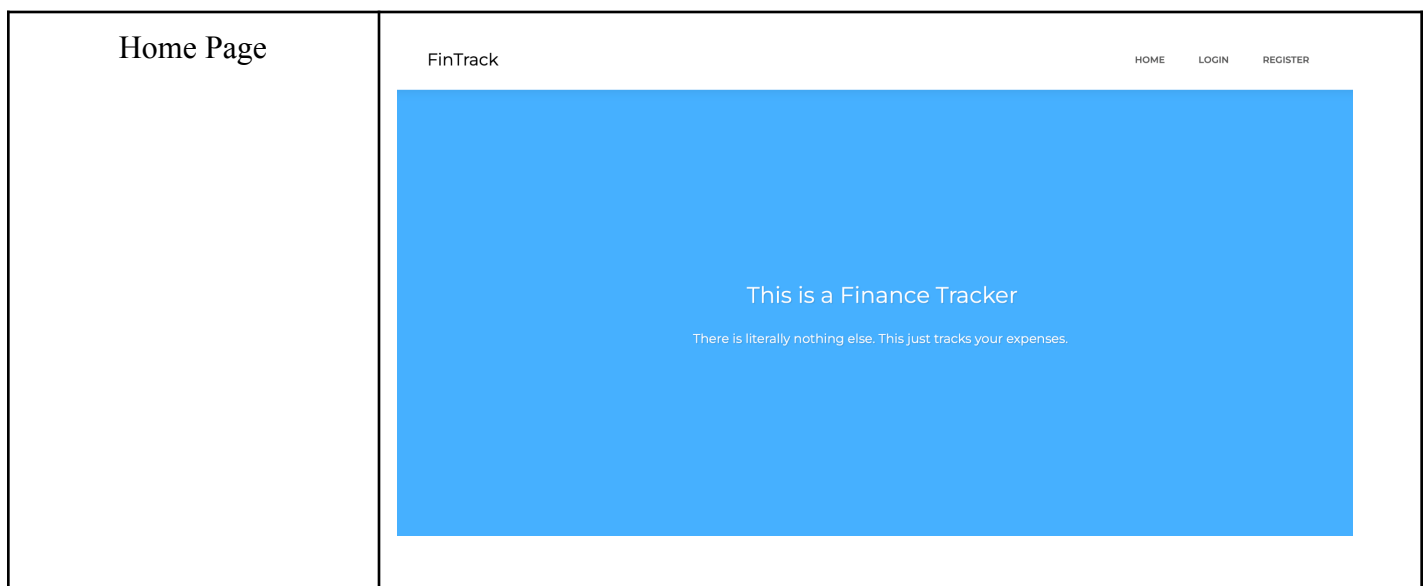 Home Page
FinTrack
HOME LOGIN REGISTER
This is a Finance Tracker
There is literally nothing else. This just tracks your expenses.